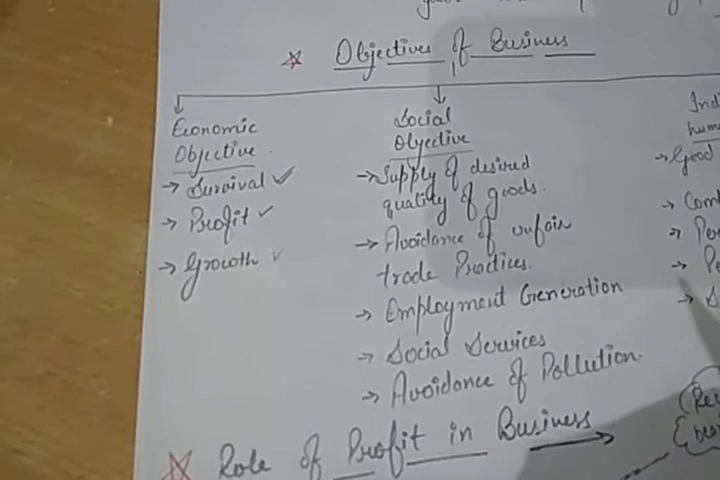 Objectives of Business
Economic
Objective
→ Survival ✓
→ Profit ✓
→ Growth ✓
Social
Objective
→ Supply of desired
quality of goods.
→ Avoidance of unfair
trade Practices.
→ Employment Generation
→ Social Services
→ Avoidance of Pollution.
→ Good
Role of Profit in Business